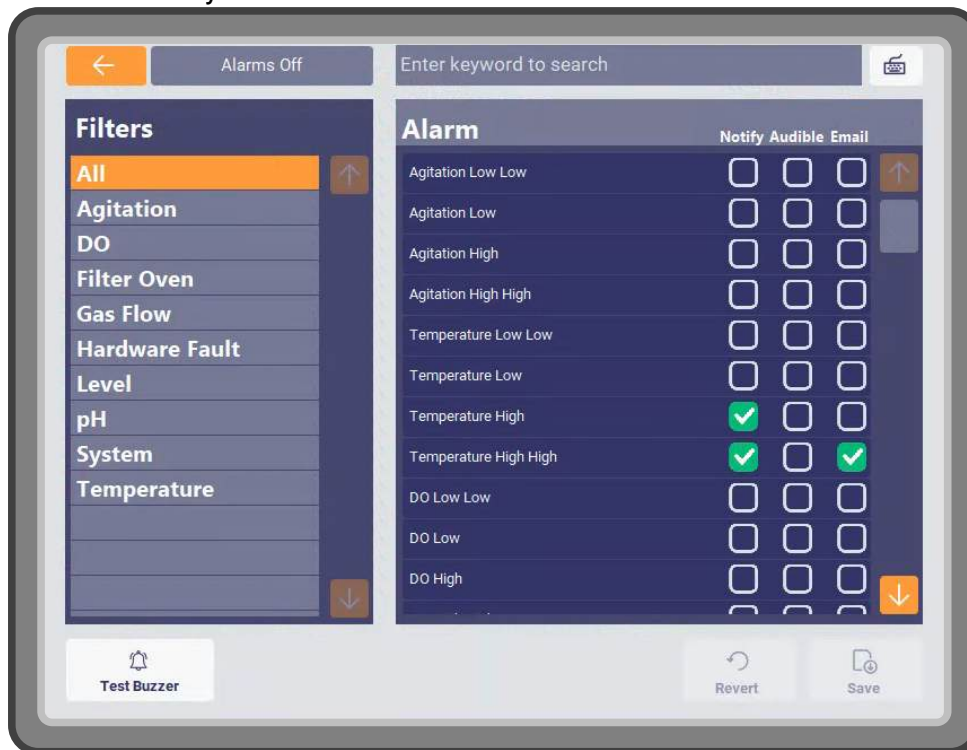 Alarms Off
Enter keyword to search
Filters
All
Agitation
DO
Filter Oven
Gas Flow
Hardware Fault
Level
pH
System
Temperature
Alarm
Notify Audible Email
Agitation Low Low
Agitation Low
Agitation High
Agitation High High
Temperature Low Low
Temperature Low
Temperature High
Temperature High High
DO Low Low
DO Low
DO High
Test Buzzer
Revert
Save